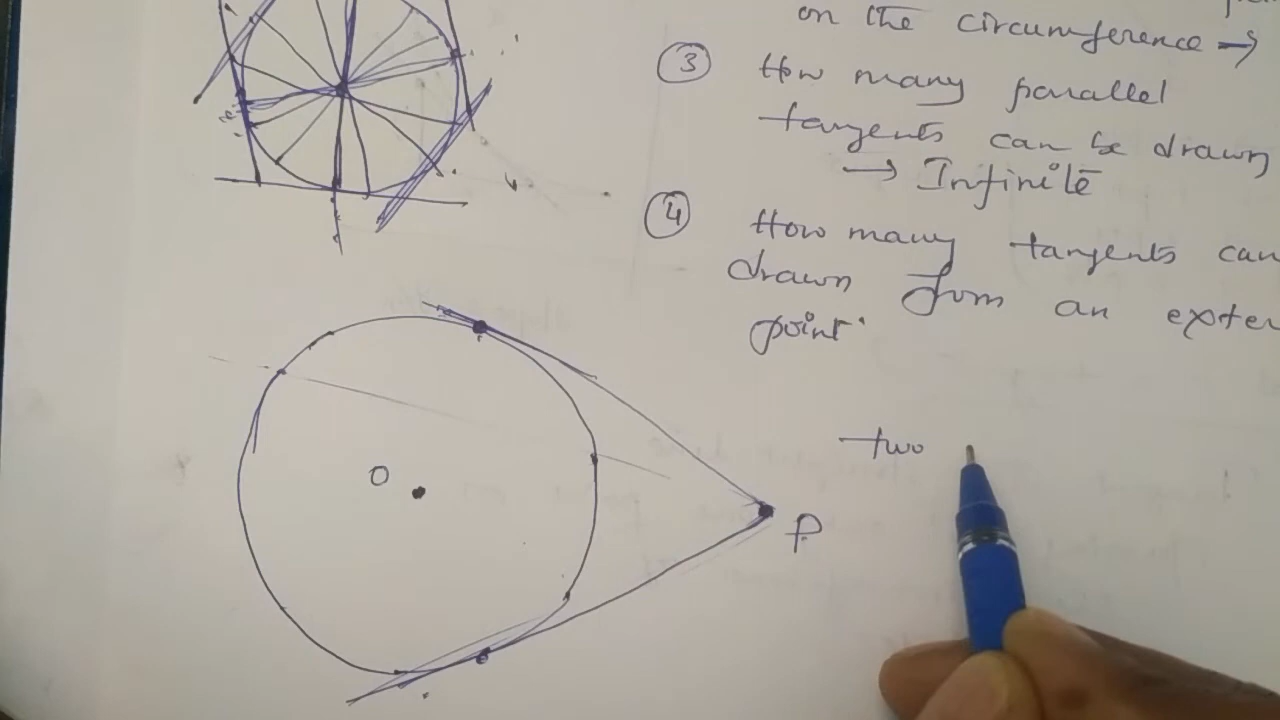 on the circumference →
③ How many parallel
tangents can be drawn
→ Infinite
④ How many tangents can
drawn from an exter
point.
two
O
P